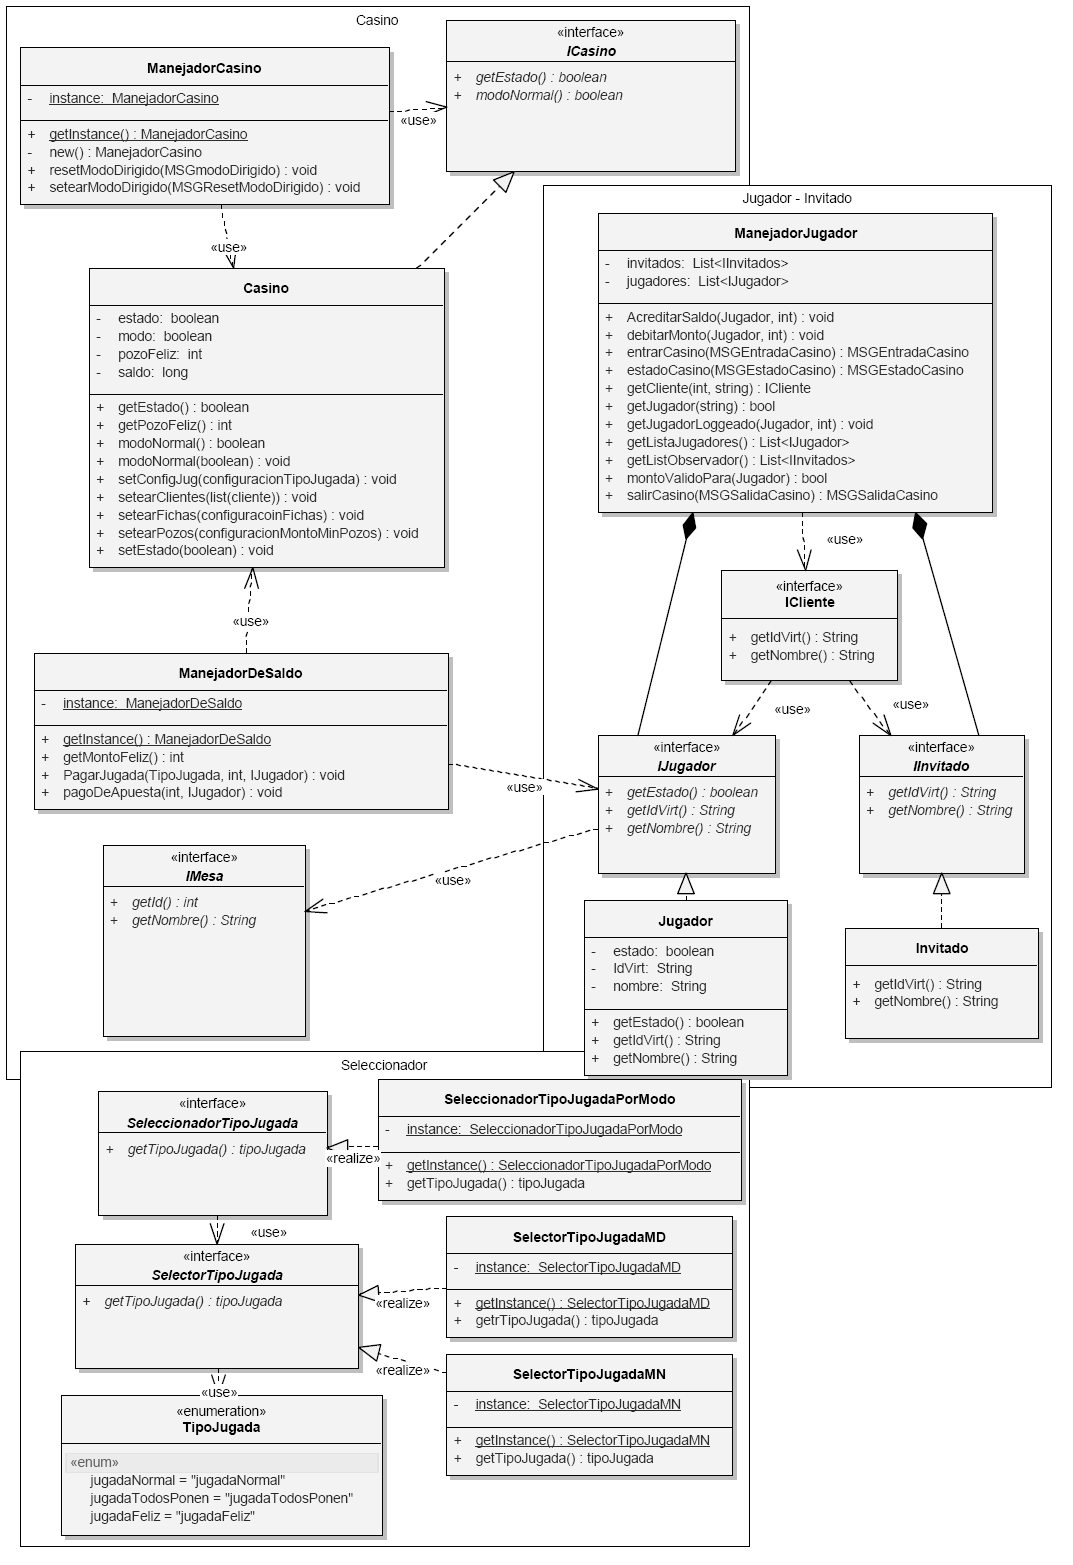 Casino
ManejadorCasino
- instance: ManejadorCasino
+ getInstance() : ManejadorCasino
- new() : ManejadorCasino
+ resetModoDirigido(MSGmodoDirigido) : void
+ setearModoDirigido(MSGResetModoDirigido) : void
«use»
«interface»
ICasino
+ getEstado() : boolean
+ modoNormal() : boolean
«use»
Casino
- estado: boolean
- modo: boolean
- pozoFeliz: int
- saldo: long
+ getEstado() : boolean
+ getPozoFeliz() : int
+ modoNormal() : boolean
+ modoNormal(boolean) : void
+ setConfigJug(configuracionTipoJugada) : void
+ setearClientes(list(cliente)) : void
+ setearFichas(configuracoinFichas) : void
+ setearPozos(configuracionMontoMinPozos) : void
+ setEstado(boolean) : void
«use»
ManejadorDeSaldo
- instance: ManejadorDeSaldo
+ getInstance() : ManejadorDeSaldo
+ getMontoFeliz() : int
+ PagarJugada(TipoJugada, int, IJugador) : void
+ pagoDeApuesta(int, IJugador) : void
«use»
«interface»
IMesa
+ getId() : int
+ getNombre() : String
«use»
Jugador - Invitado
ManejadorJugador
- invitados: List<IInvitados>
- jugadores: List<IJugador>
+ AcreditarSaldo(Jugador, int) : void
+ debitarMonto(Jugador, int) : void
+ entrarCasino(MSGEntradaCasino) : MSGEntradaCasino
+ estadoCasino(MSGEstadoCasino) : MSGEstadoCasino
+ getCliente(int, string) : ICliente
+ getJugador(string) : bool
+ getJugadorLoggeado(Jugador, int) : void
+ getListaJugadores() : List<IJugador>
+ getListObservador() : List<IInvitados>
+ montoValidoPara(Jugador) : bool
+ salirCasino(MSGSalidaCasino) : MSGSalidaCasino
«use»
«interface»
ICliente
+ getIdVirt() : String
+ getNombre() : String
«use»
«use»
«interface»
IJugador
+ getEstado() : boolean
+ getIdVirt() : String
+ getNombre() : String
«interface»
IInvitado
+ getIdVirt() : String
+ getNombre() : String
Jugador
- estado: boolean
- IdVirt: String
- nombre: String
+ getEstado() : boolean
+ getIdVirt() : String
+ getNombre() : String
Invitado
+ getIdVirt() : String
+ getNombre() : String
Seleccionador
«interface»
SeleccionadorTipoJugada
+ getTipoJugada() : tipoJugada
«realize»
SeleccionadorTipoJugadaPorModo
- instance: SeleccionadorTipoJugadaPorModo
+ getInstance() : SeleccionadorTipoJugadaPorModo
+ getTipoJugada() : tipoJugada
«use»
«interface»
SelectorTipoJugada
+ getTipoJugada() : tipoJugada
«realize»
SelectorTipoJugadaMD
- instance: SelectorTipoJugadaMD
+ getInstance() : SelectorTipoJugadaMD
+ getrTipoJugada() : tipoJugada
«realize»
SelectorTipoJugadaMN
- instance: SelectorTipoJugadaMN
+ getInstance() : SelectorTipoJugadaMN
+ getTipoJugada() : tipoJugada
«use»
«enumeration»
TipoJugada
«enum»
jugadaNormal = "jugadaNormal"
jugadaTodosPonen = "jugadaTodosPonen"
jugadaFeliz = "jugadaFeliz"